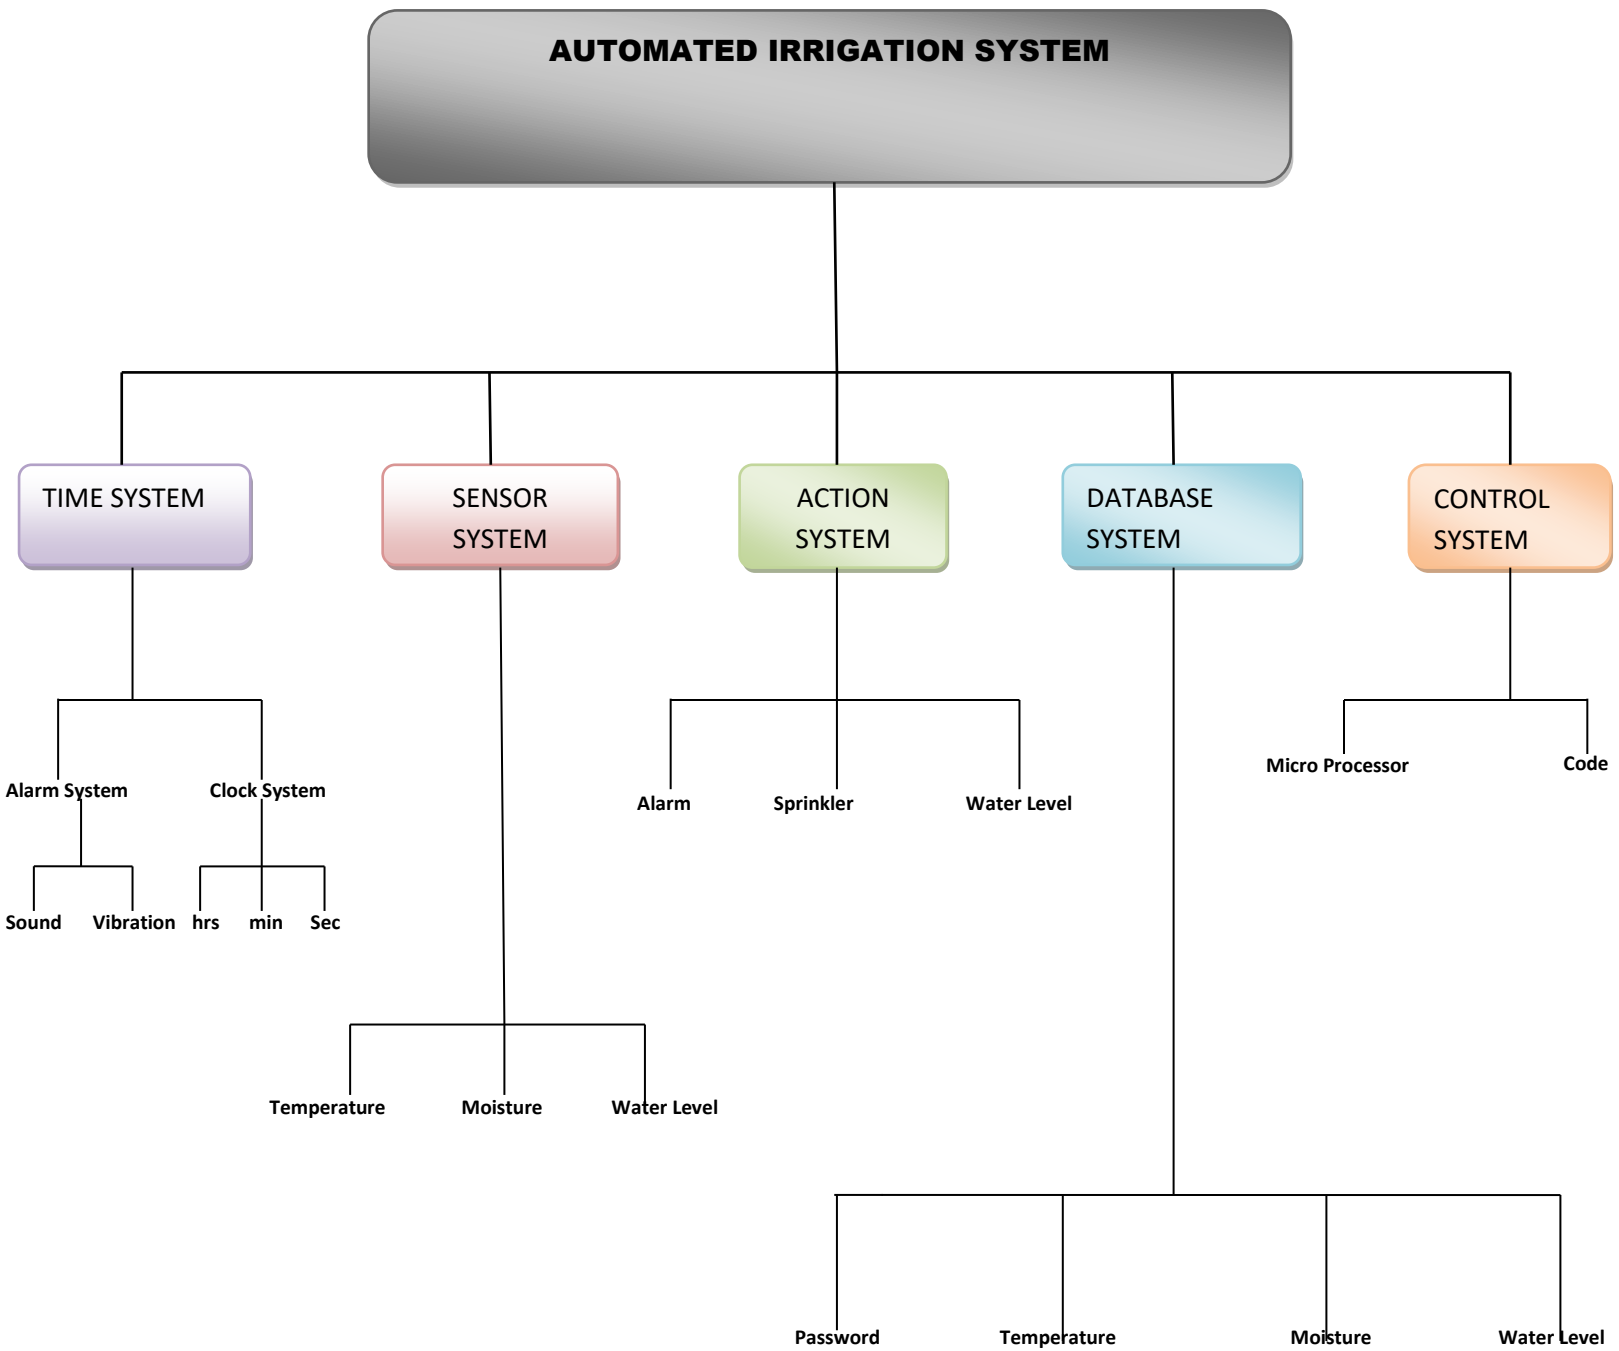 AUTOMATED IRRIGATION SYSTEM
TIME SYSTEM
SENSOR
SYSTEM
ACTION
SYSTEM
DATABASE
SYSTEM
CONTROL
SYSTEM
Alarm System
Clock System
Sound
Vibration
hrs
min
Sec
Temperature
Moisture
Water Level
Alarm
Sprinkler
Water Level
Password
Temperature
Moisture
Water Level
Micro Processor
Code